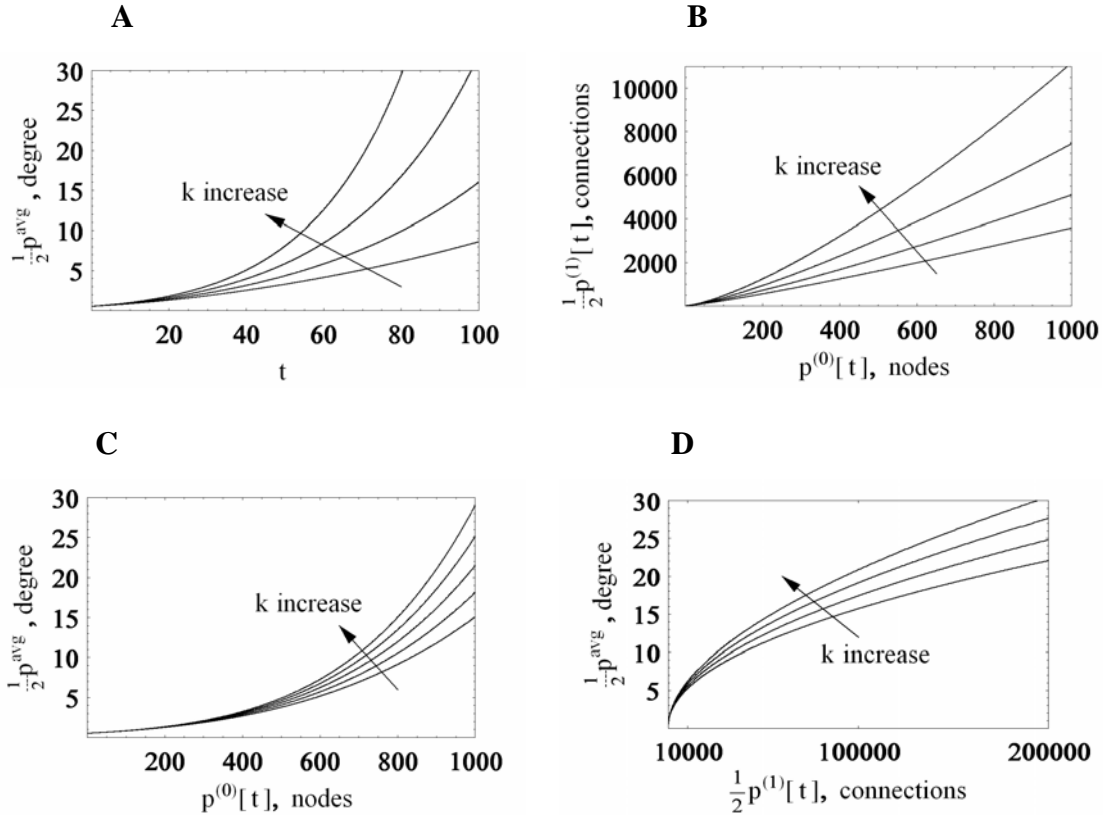 A
30
25
20
15
10
5
1/2 p^avg , degree
k increase
20 40 60 80 100
t
B
10000
8000
6000
4000
2000
1/2 p^(1)[t], connections
k increase
200 400 600 800 1000
p^(0)[t], nodes
C
30
25
20
15
10
5
1/2 p^avg , degree
k increase
200 400 600 800 1000
p^(0)[t], nodes
D
30
25
20
15
10
5
1/2 p^avg , degree
k increase
10000 100000 200000
1/2 p^(1)[t], connections